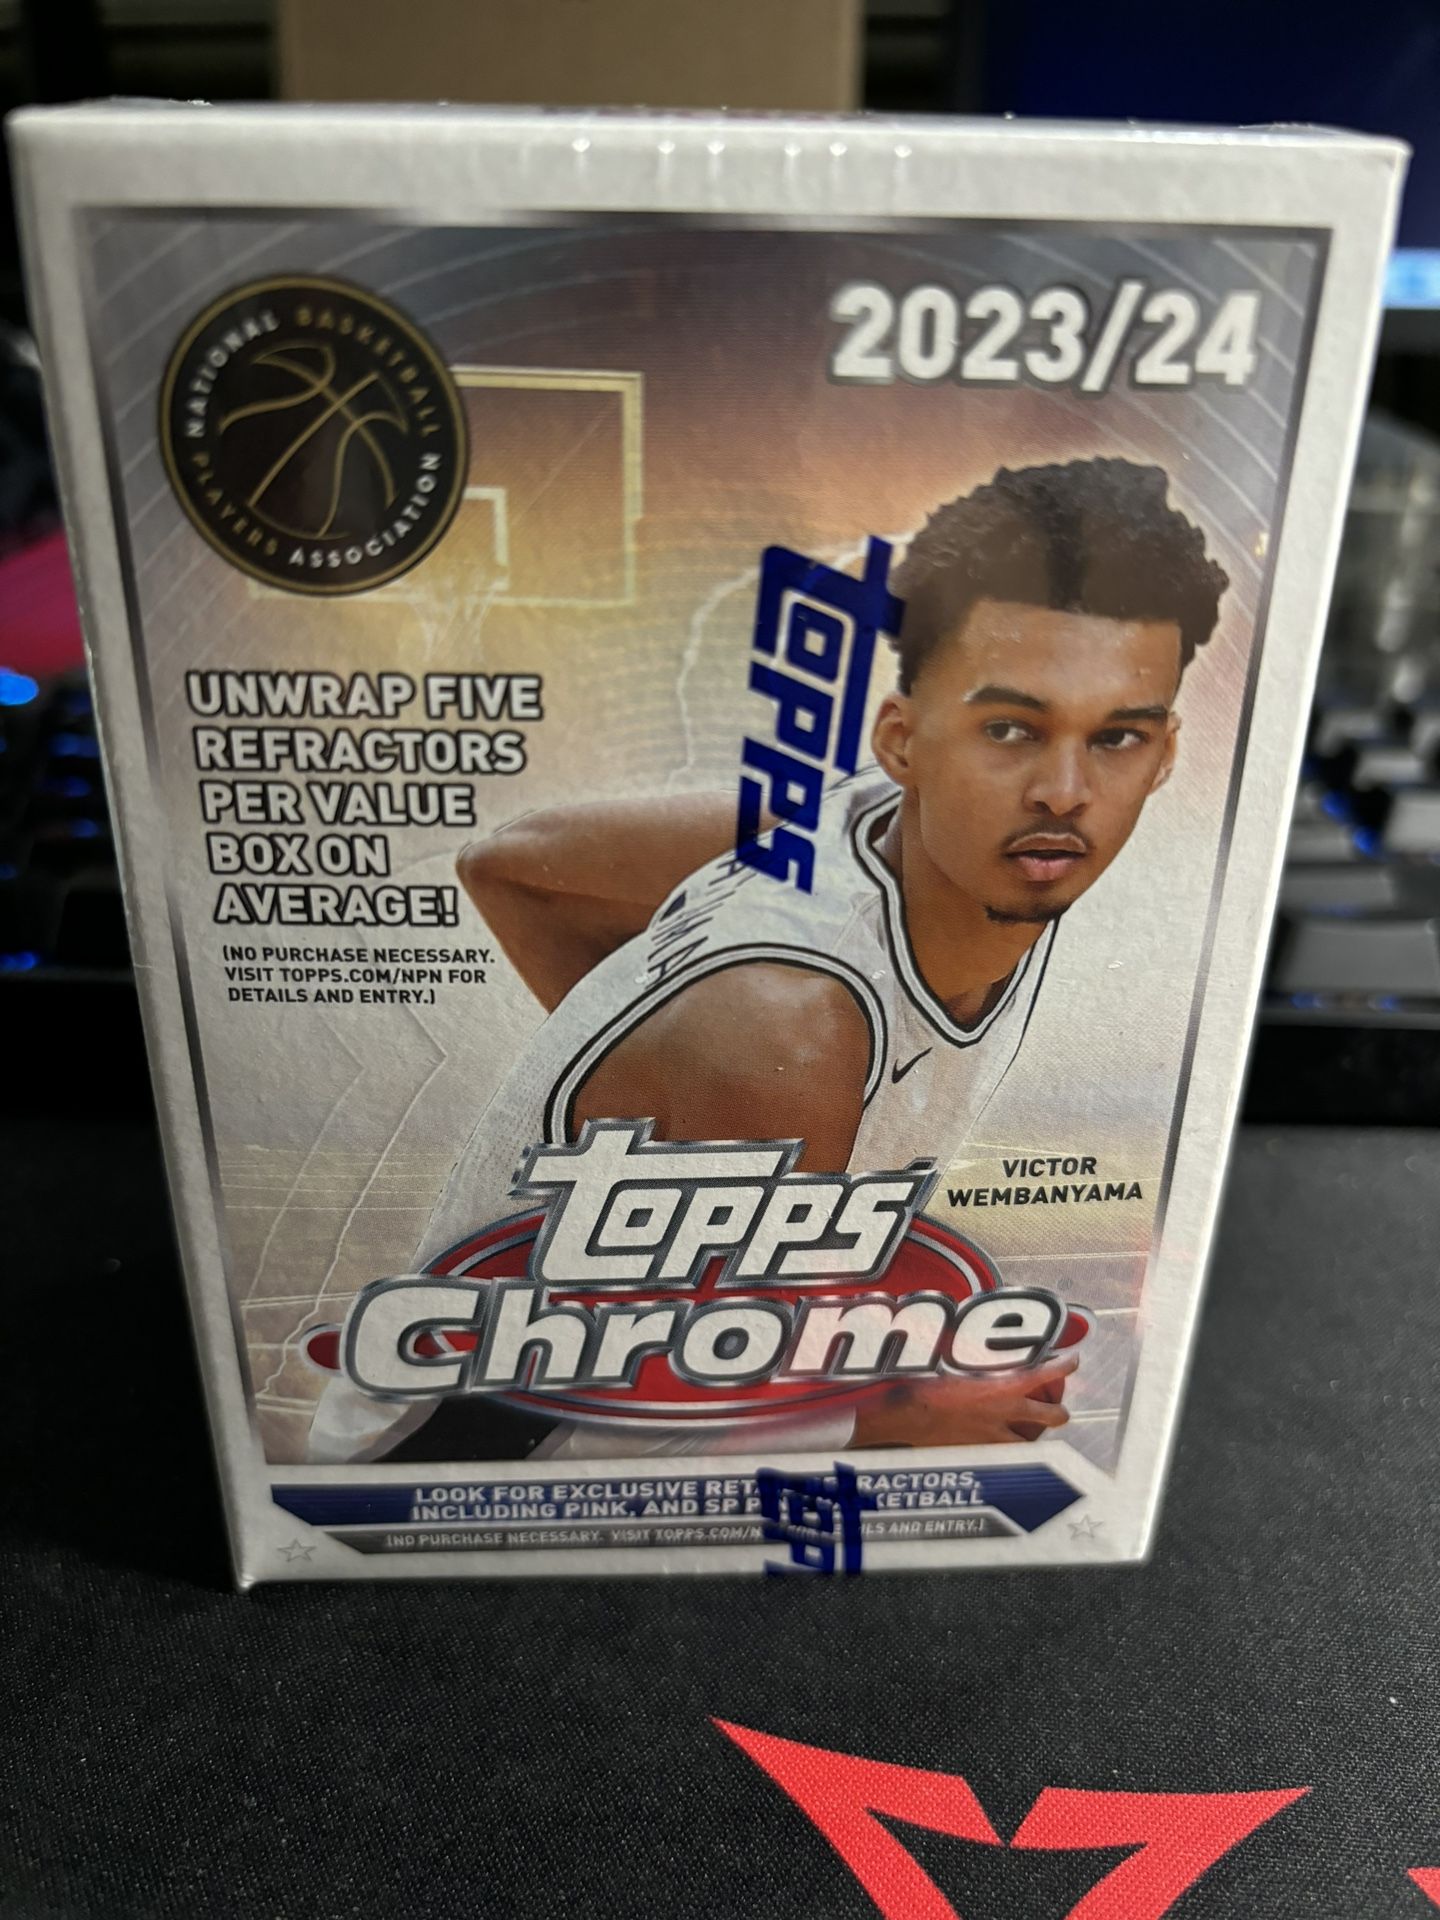 2023/24
NATIONAL BASKETBALL
PLAYERS ASSOCIATION
UNWRAP FIVE
REFRACTORS
PER VALUE
BOX ON
AVERAGE!
(NO PURCHASE NECESSARY.
VISIT TOPPS.COM/NPN FOR
DETAILS AND ENTRY.)
topps
VICTOR
WEMBANYAMA
topps
Chrome
LOOK FOR EXCLUSIVE
INCLUDING PINK, AND SP
(NO PURCHASE NECESSARY. VISIT AND ENTRY.)